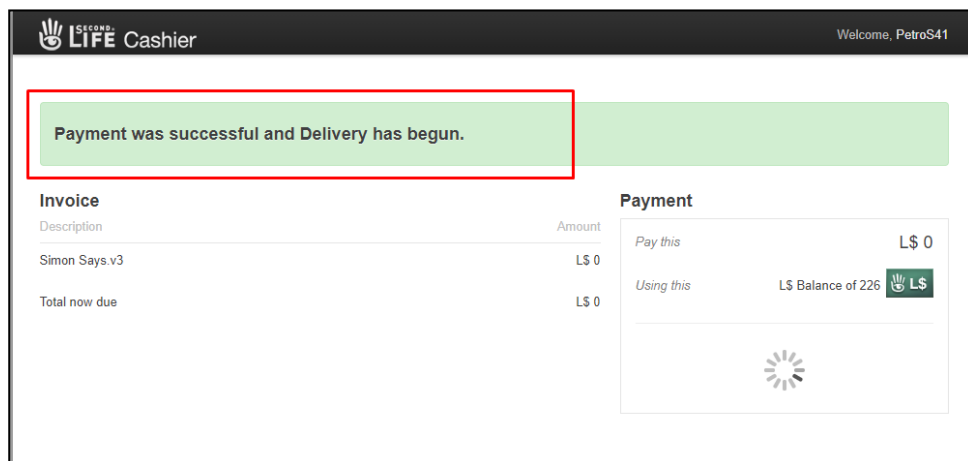 SECOND LIFE Cashier
Welcome, PetroS41
Payment was successful and Delivery has begun.
Invoice
Description Amount
Simon Says.v3 L$ 0
Total now due L$ 0
Payment
Pay this L$ 0
Using this L$ Balance of 226 L$